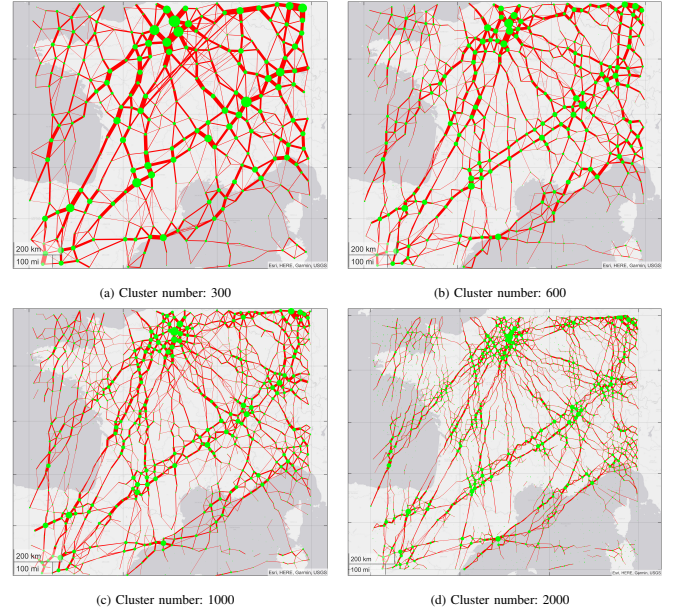 200 km
100 mi
Esri, HERE, Garmin, USGS
200 km
100 mi
Esri, HERE, Garmin, USGS
(a) Cluster number: 300
(b) Cluster number: 600
200 km
100 mi
Esri, HERE, Garmin, USGS
200 km
100 mi
Esri, HERE, Garmin, USGS
(c) Cluster number: 1000
(d) Cluster number: 2000